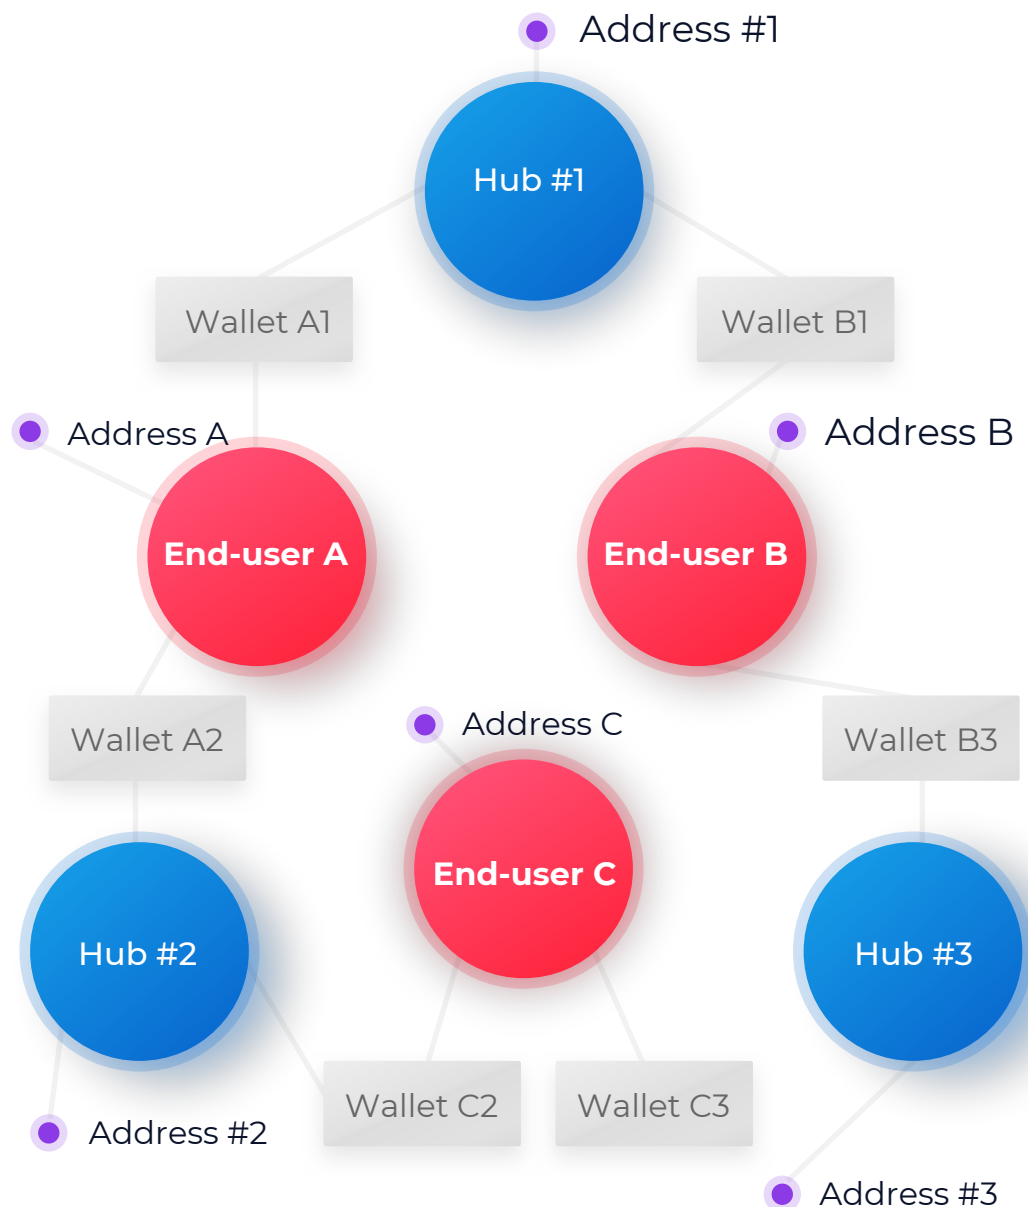 Address #1
Hub #1
Wallet A1
Wallet B1
Address A
Address B
End-user A
End-user B
Address C
Wallet A2
Wallet B3
End-user C
Hub #2
Hub #3
Wallet C2
Wallet C3
Address #2
Address #3